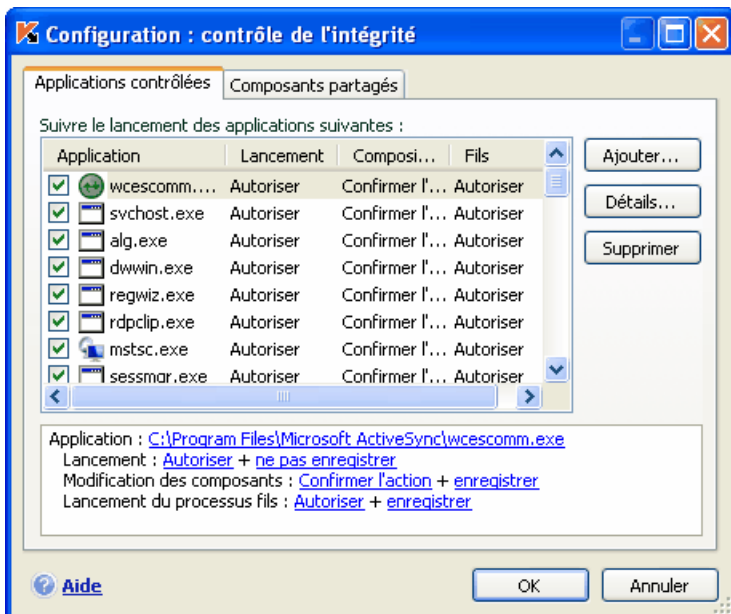 Configuration : contrôle de l'intégrité
Applications contrôlées
Composants partagés
Suivre le lancement des applications suivantes :
Application Lancement Composi... Fils
wcescomm.... Autoriser Confirmer l'... Autoriser
svchost.exe Autoriser Confirmer l'... Autoriser
alg.exe Autoriser Confirmer l'... Autoriser
dwwin.exe Autoriser Confirmer l'... Autoriser
regwiz.exe Autoriser Confirmer l'... Autoriser
rdpclip.exe Autoriser Confirmer l'... Autoriser
mstsc.exe Autoriser Confirmer l'... Autoriser
sessmgr.exe Autoriser Confirmer l'... Autoriser
Ajouter...
Détails...
Supprimer
Application : C:\Program Files\Microsoft ActiveSync\wcescomm.exe
Lancement : Autoriser + ne pas enregistrer
Modification des composants : Confirmer l'action + enregistrer
Lancement du processus fils : Autoriser + enregistrer
Aide
OK
Annuler